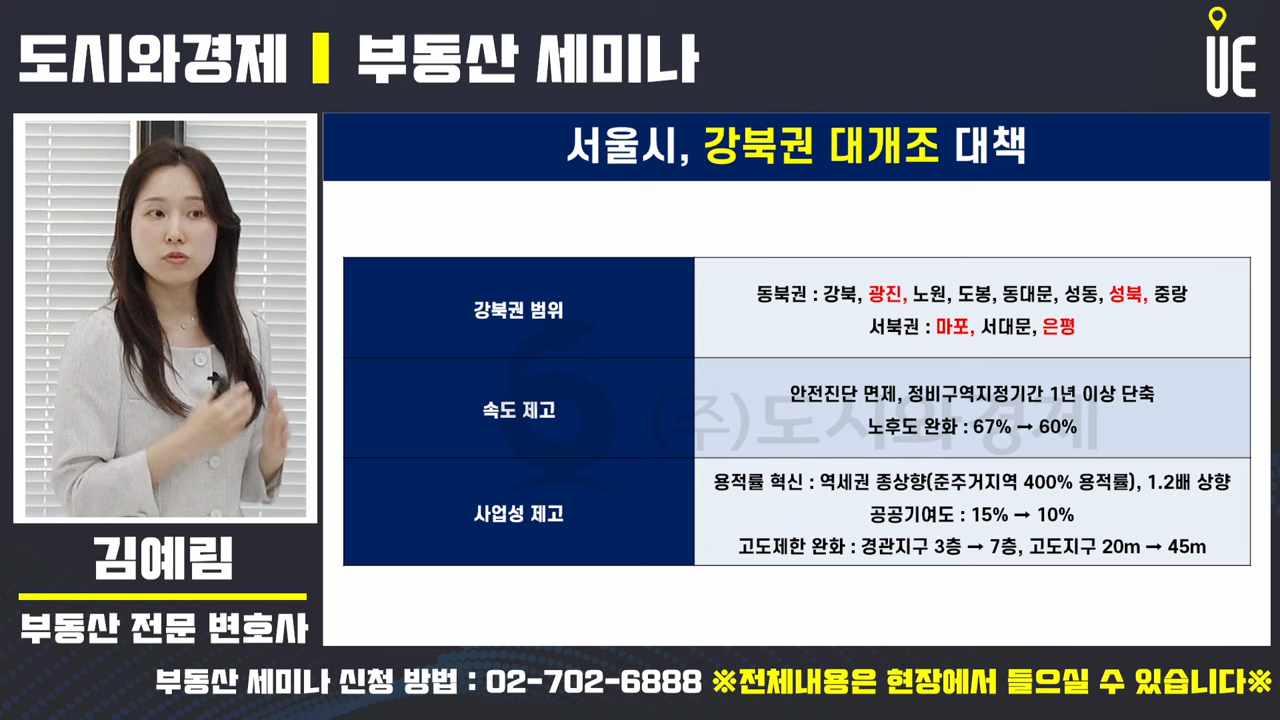 도시와경제 | 부동산 세미나
UE
서울시, 강북권 대개조 대책
강북권 범위
동북권 : 강북, 광진, 노원, 도봉, 동대문, 성동, 성북, 중랑
서북권 : 마포, 서대문, 은평
속도 제고
안전진단 면제, 정비구역지정기간 1년 이상 단축
노후도 완화 : 67% → 60%
(주)도시와경제
사업성 제고
용적률 혁신 : 역세권 종상향(준주거지역 400% 용적률), 1.2배 상향
공공기여도 : 15% → 10%
고도제한 완화 : 경관지구 3층 → 7층, 고도지구 20m → 45m
김예림
부동산 전문 변호사
부동산 세미나 신청 방법 : 02-702-6888 ※전체내용은 현장에서 들으실 수 있습니다※